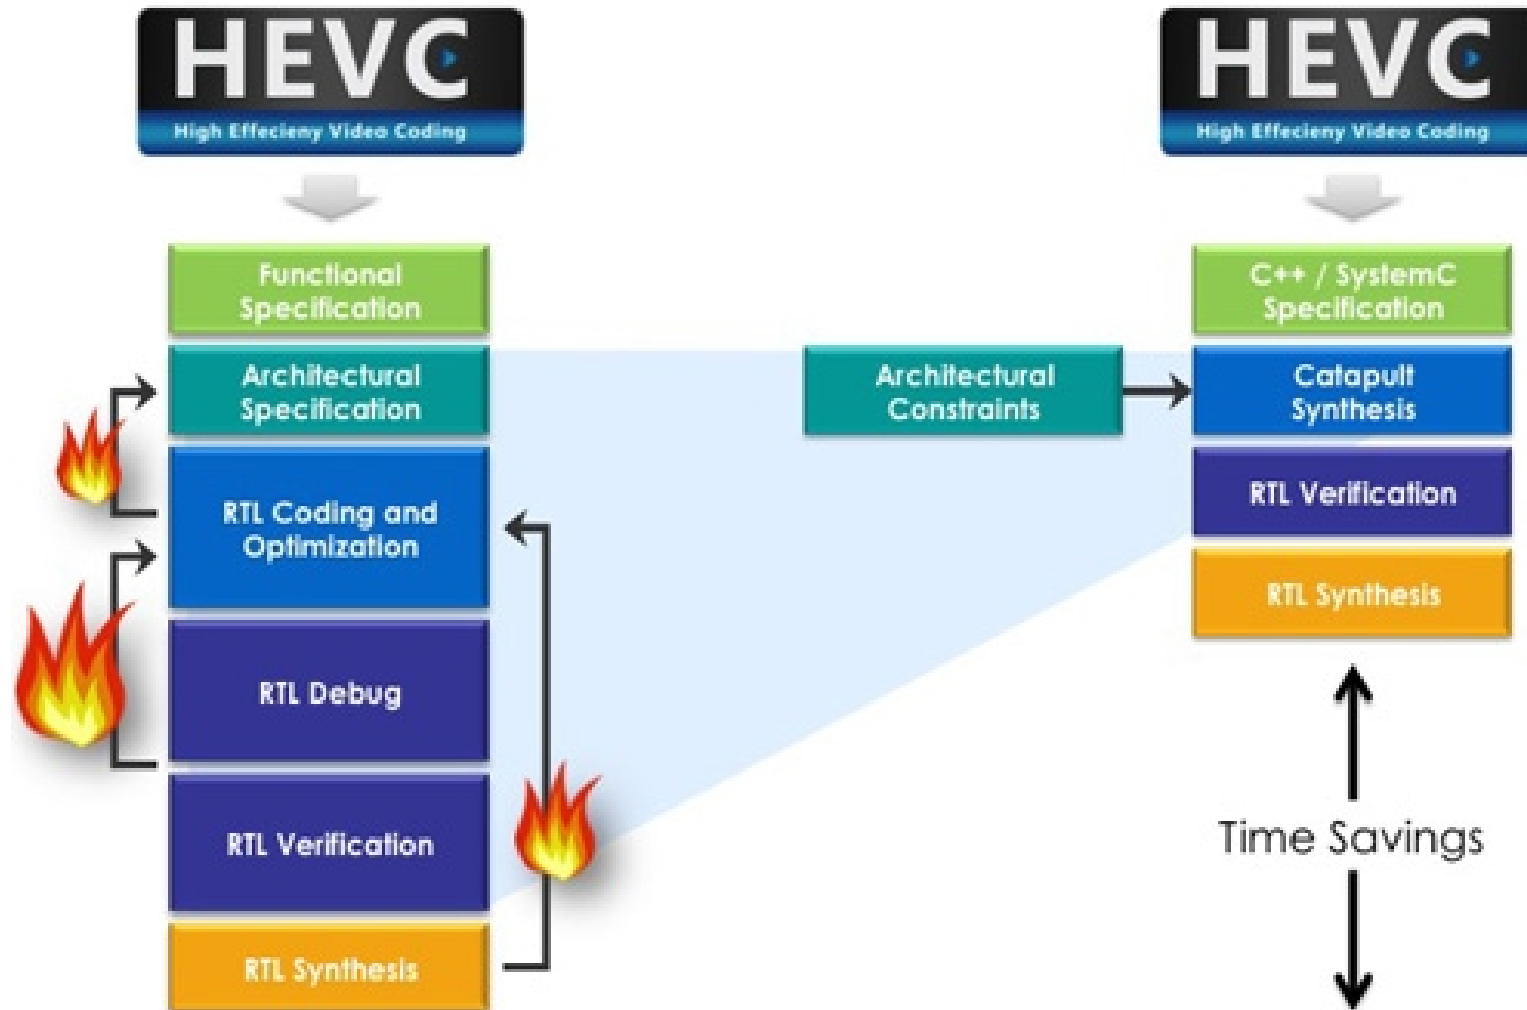 HEVC
High Effecieny Video Coding
Functional
Specification
Architectural
Specification
RTL Coding and
Optimization
RTL Debug
RTL Verification
RTL Synthesis
Architectural
Constraints
HEVC
High Effecieny Video Coding
C++ / SystemC
Specification
Catapult
Synthesis
RTL Verification
RTL Synthesis
Time Savings